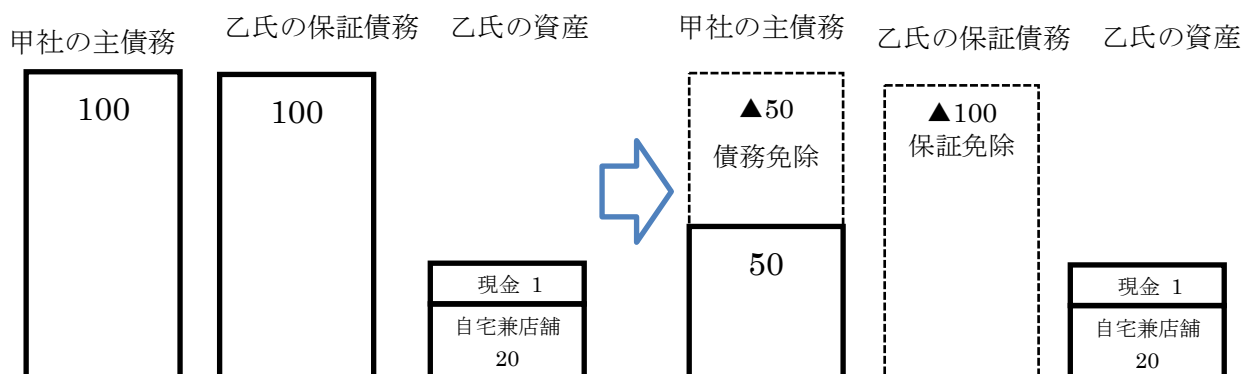 甲社の主債務
乙氏の保証債務
乙氏の資産
100
100
現金 1
自宅兼店舗
20
甲社の主債務
乙氏の保証債務
乙氏の資産
▲50
債務免除
50
▲100
保証免除
現金 1
自宅兼店舗
20